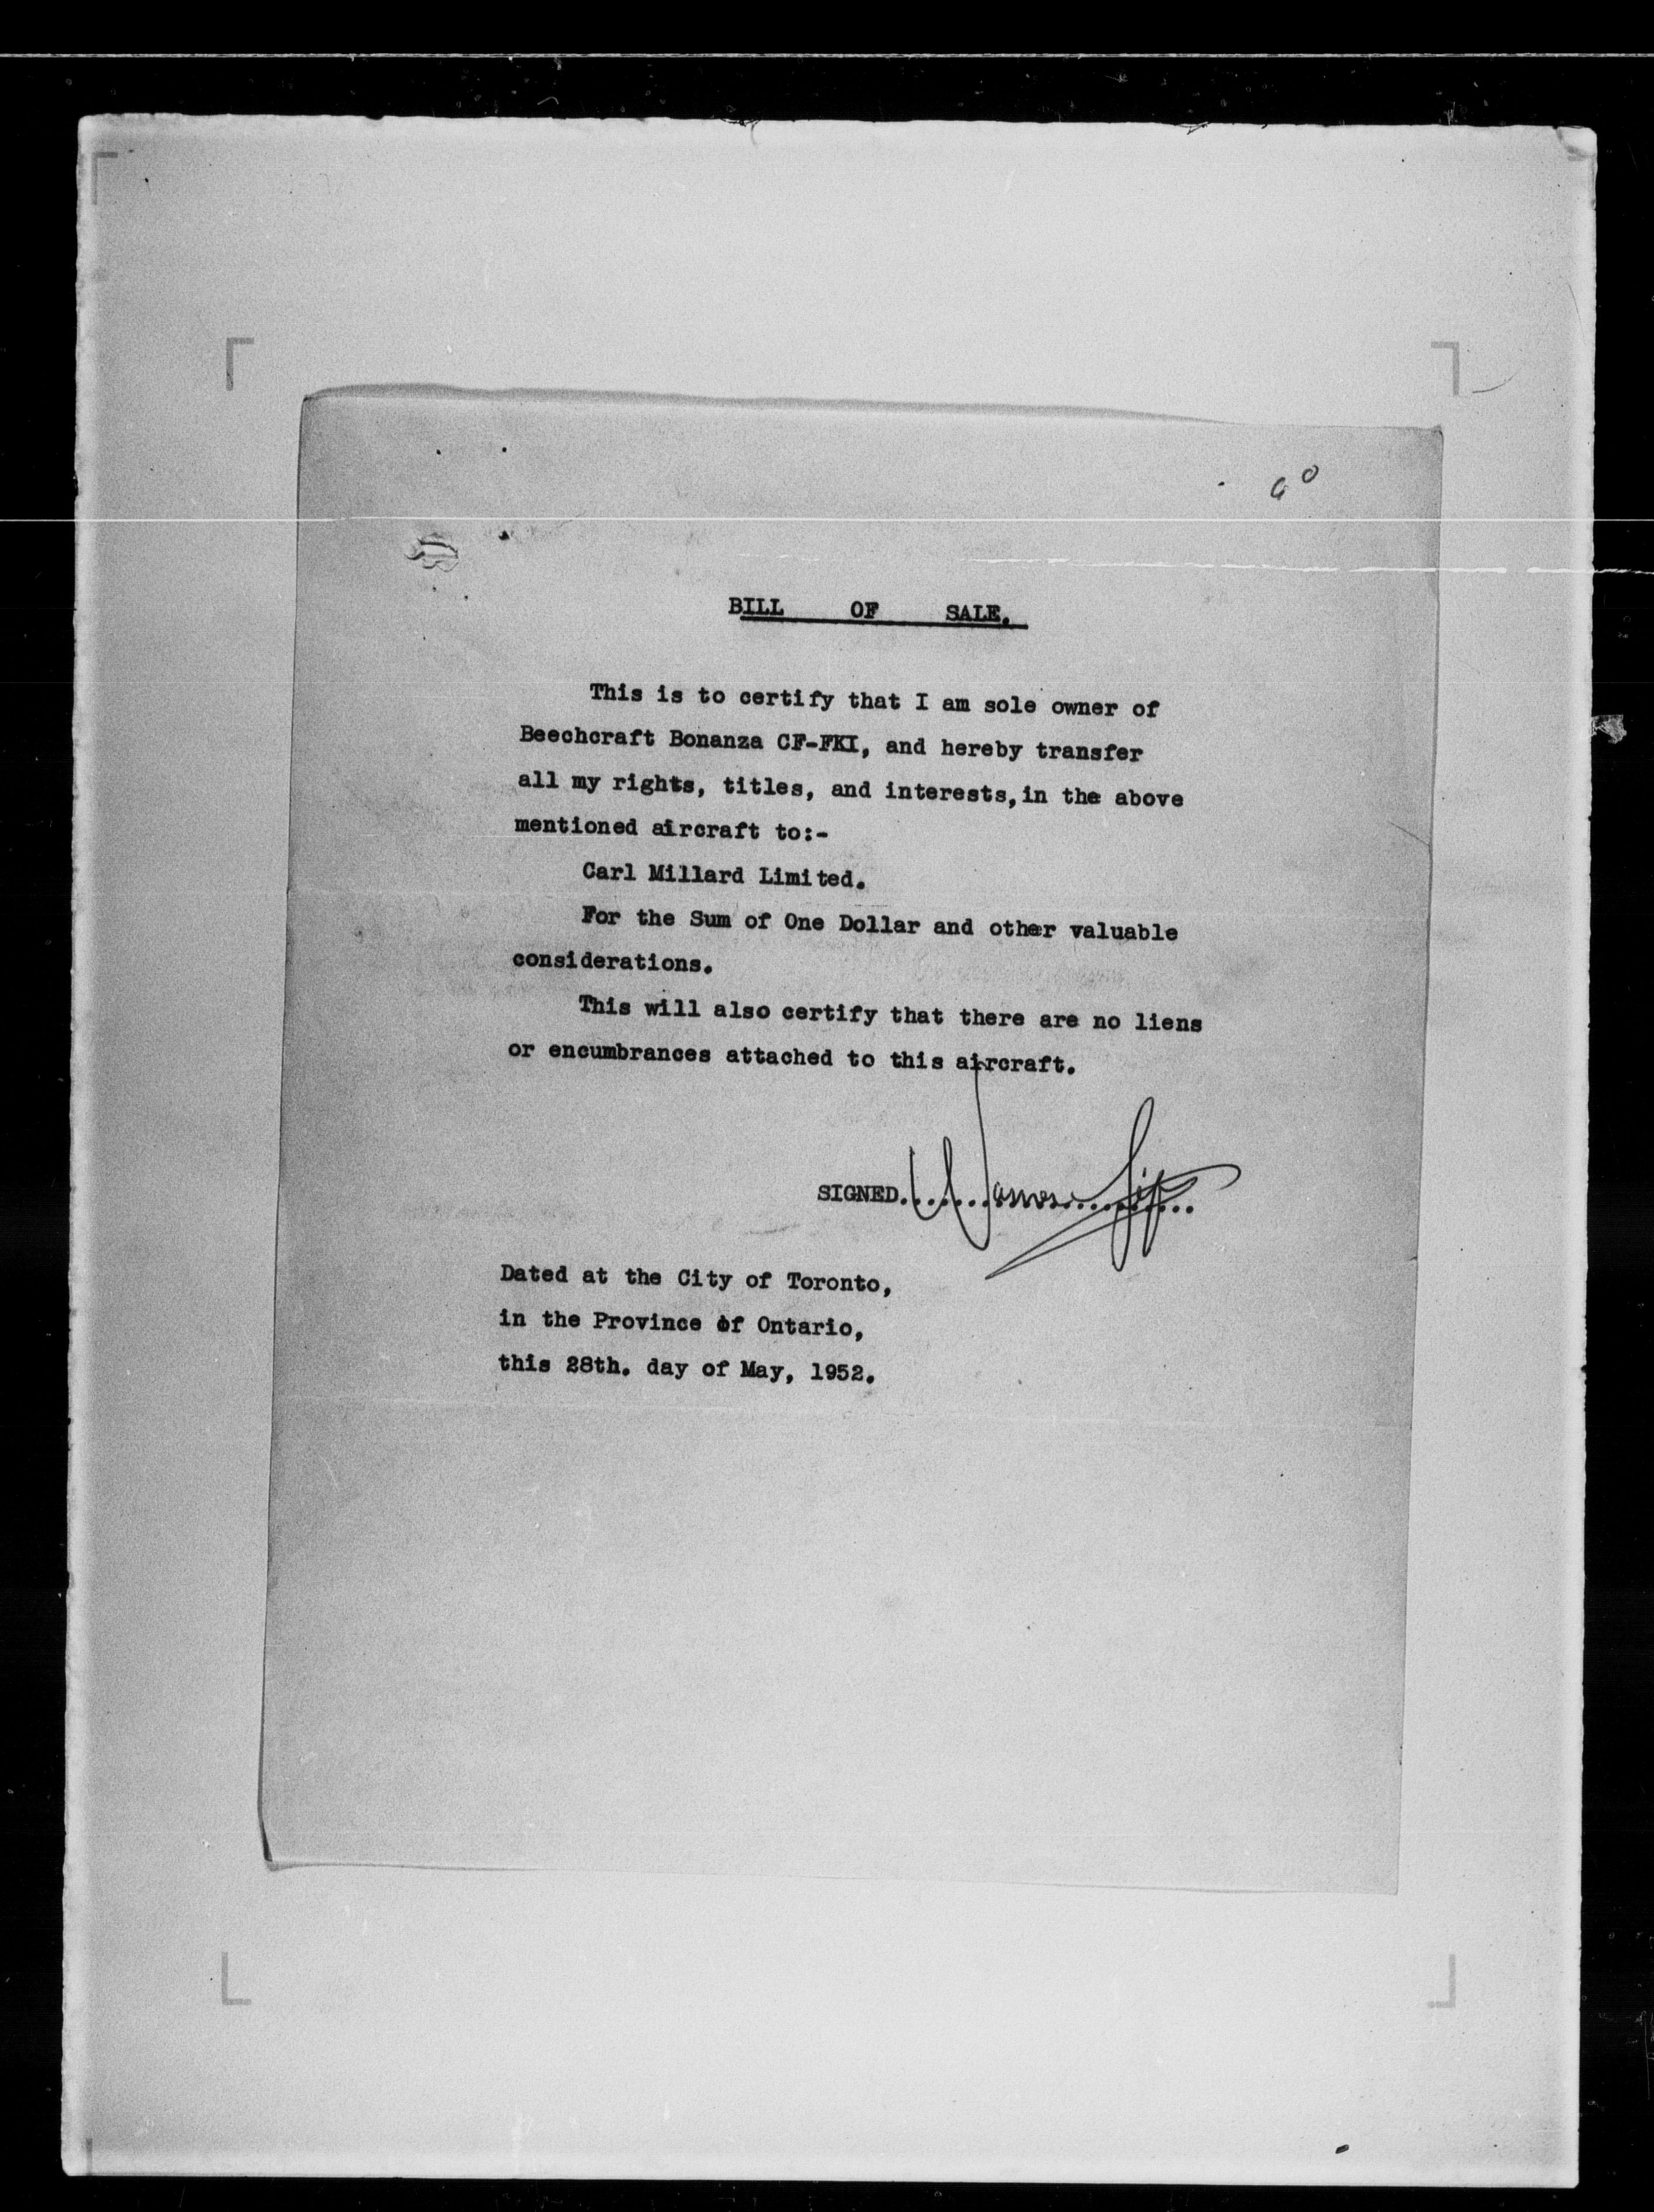 BILL OF SALE.
This is to certify that I am sole owner of
Beechcraft Bonanza CF-FKI, and hereby transfer
all my rights, titles, and interests,in the above
mentioned aircraft to:-
Carl Millard Limited.
For the Sum of One Dollar and other valuable
considerations.
This will also certify that there are no liens
or encumbrances attached to this aircraft.
SIGNED.
Dated at the City of Toronto,
in the Province of Ontario,
this 28th. day of May, 1952.